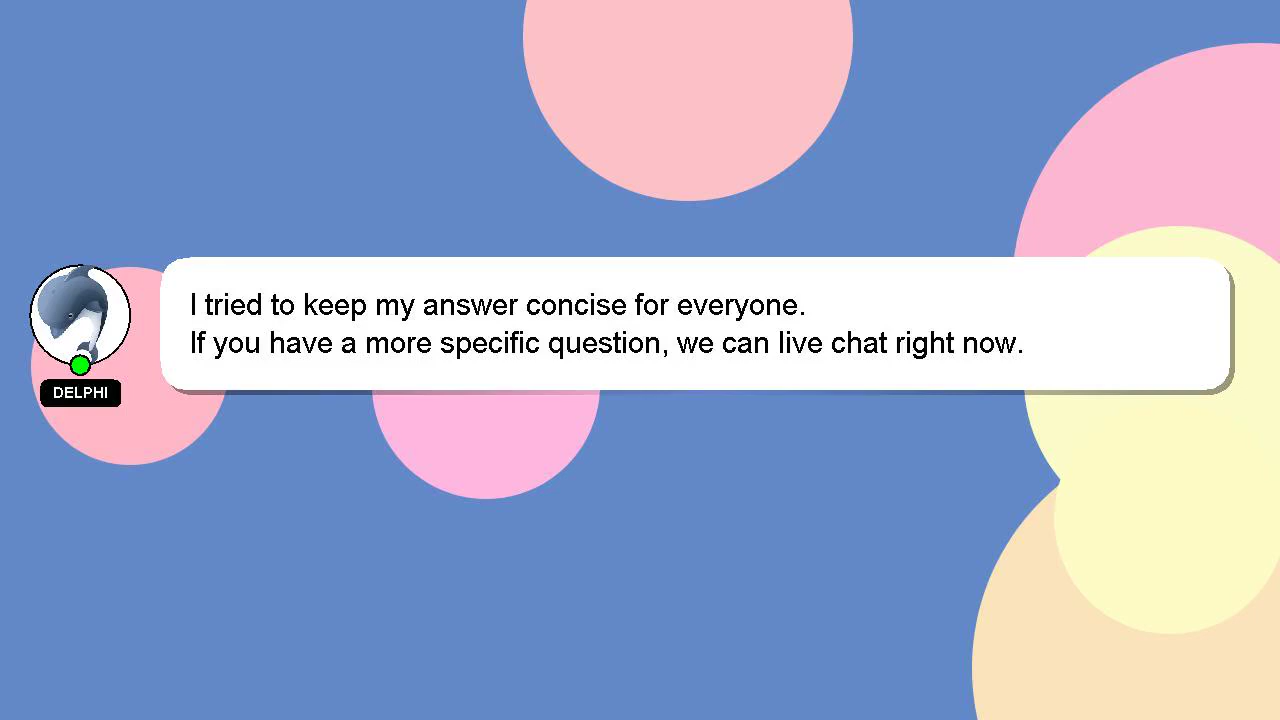 I tried to keep my answer concise for everyone.
If you have a more specific question, we can live chat right now.
DELPHI